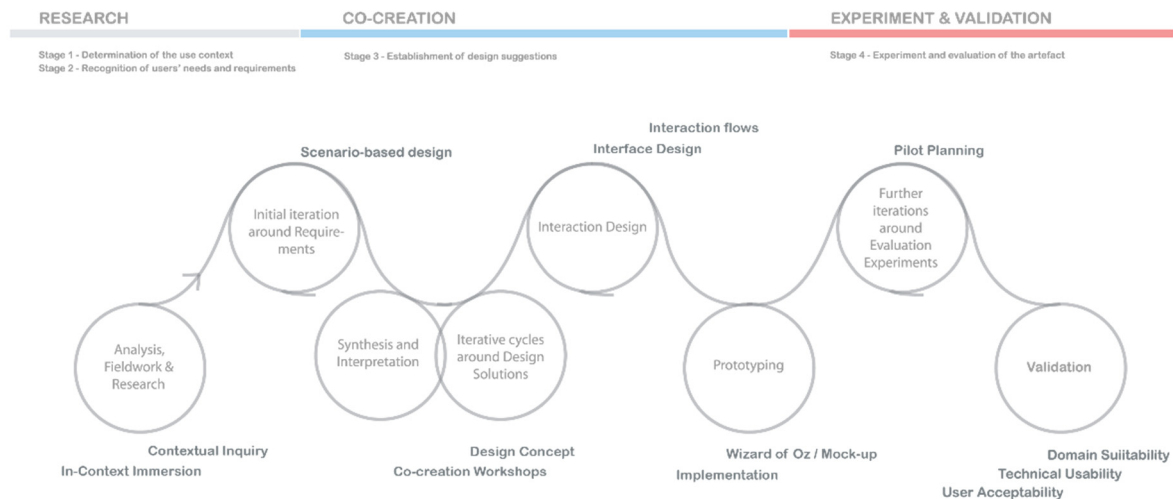 RESEARCH
CO-CREATION
EXPERIMENT & VALIDATION
Stage 1 - Determination of the use context
Stage 2 - Recognition of users' needs and requirements
Stage 3 - Establishment of design suggestions
Stage 4 - Experiment and evaluation of the artefact
Scenario-based design
Interaction flows
Interface Design
Pilot Planning
Initial iteration
around Require-
ments
Interaction Design
Further
iterations
around
Evaluation
Experiments
Analysis,
Fieldwork &
Research
Synthesis and
Interpretation
Iterative cycles
around Design
Solutions
Prototyping
Validation
Contextual Inquiry
In-Context Immersion
Design Concept
Co-creation Workshops
Wizard of Oz / Mock-up
Implementation
Domain Suiitability
Technical Usability
User Acceptability